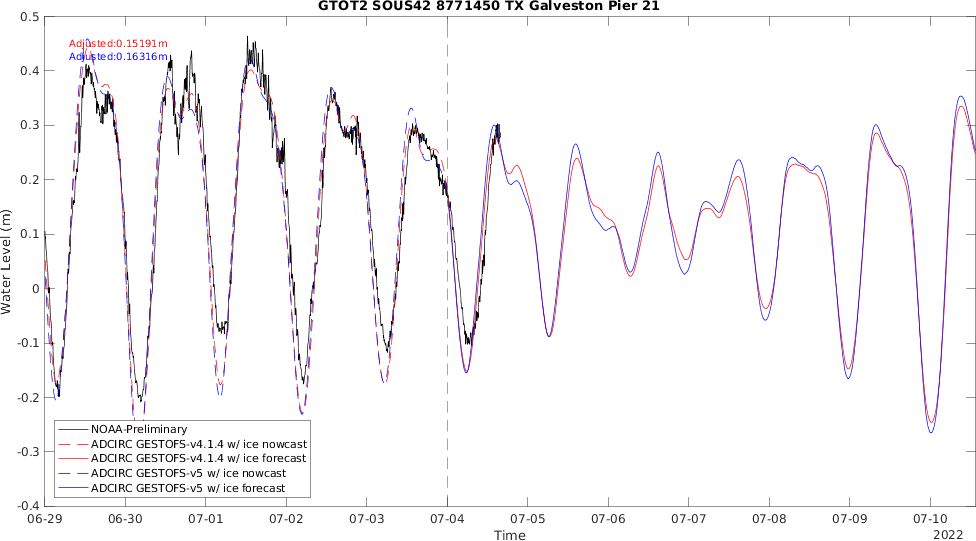 GTOT2 SOUS42 8771450 TX Galveston Pier 21
Adjusted:0.15191m
Adjusted:0.16316m
Water Level (m)
0.5
0.4
0.3
0.2
0.1
0
-0.1
-0.2
-0.3
-0.4
NOAA-Preliminary
ADCIRC GESTOFS-v4.1.4 w/ ice nowcast
ADCIRC GESTOFS-v4.1.4 w/ ice forecast
ADCIRC GESTOFS-v5 w/ ice nowcast
ADCIRC GESTOFS-v5 w/ ice forecast
06-29 06-30 07-01 07-02 07-03 07-04 07-05 07-06 07-07 07-08 07-09 07-10
Time
2022